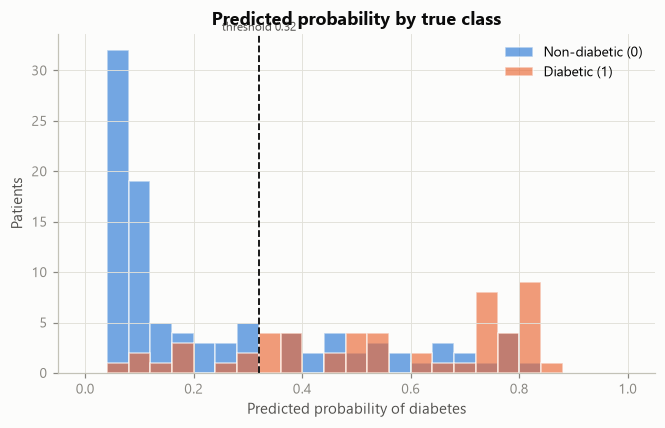 Predicted probability by true class
threshold 0.32
Non-diabetic (0)
Diabetic (1)
Patients
30
25
20
15
10
5
0
0.0 0.2 0.4 0.6 0.8 1.0
Predicted probability of diabetes